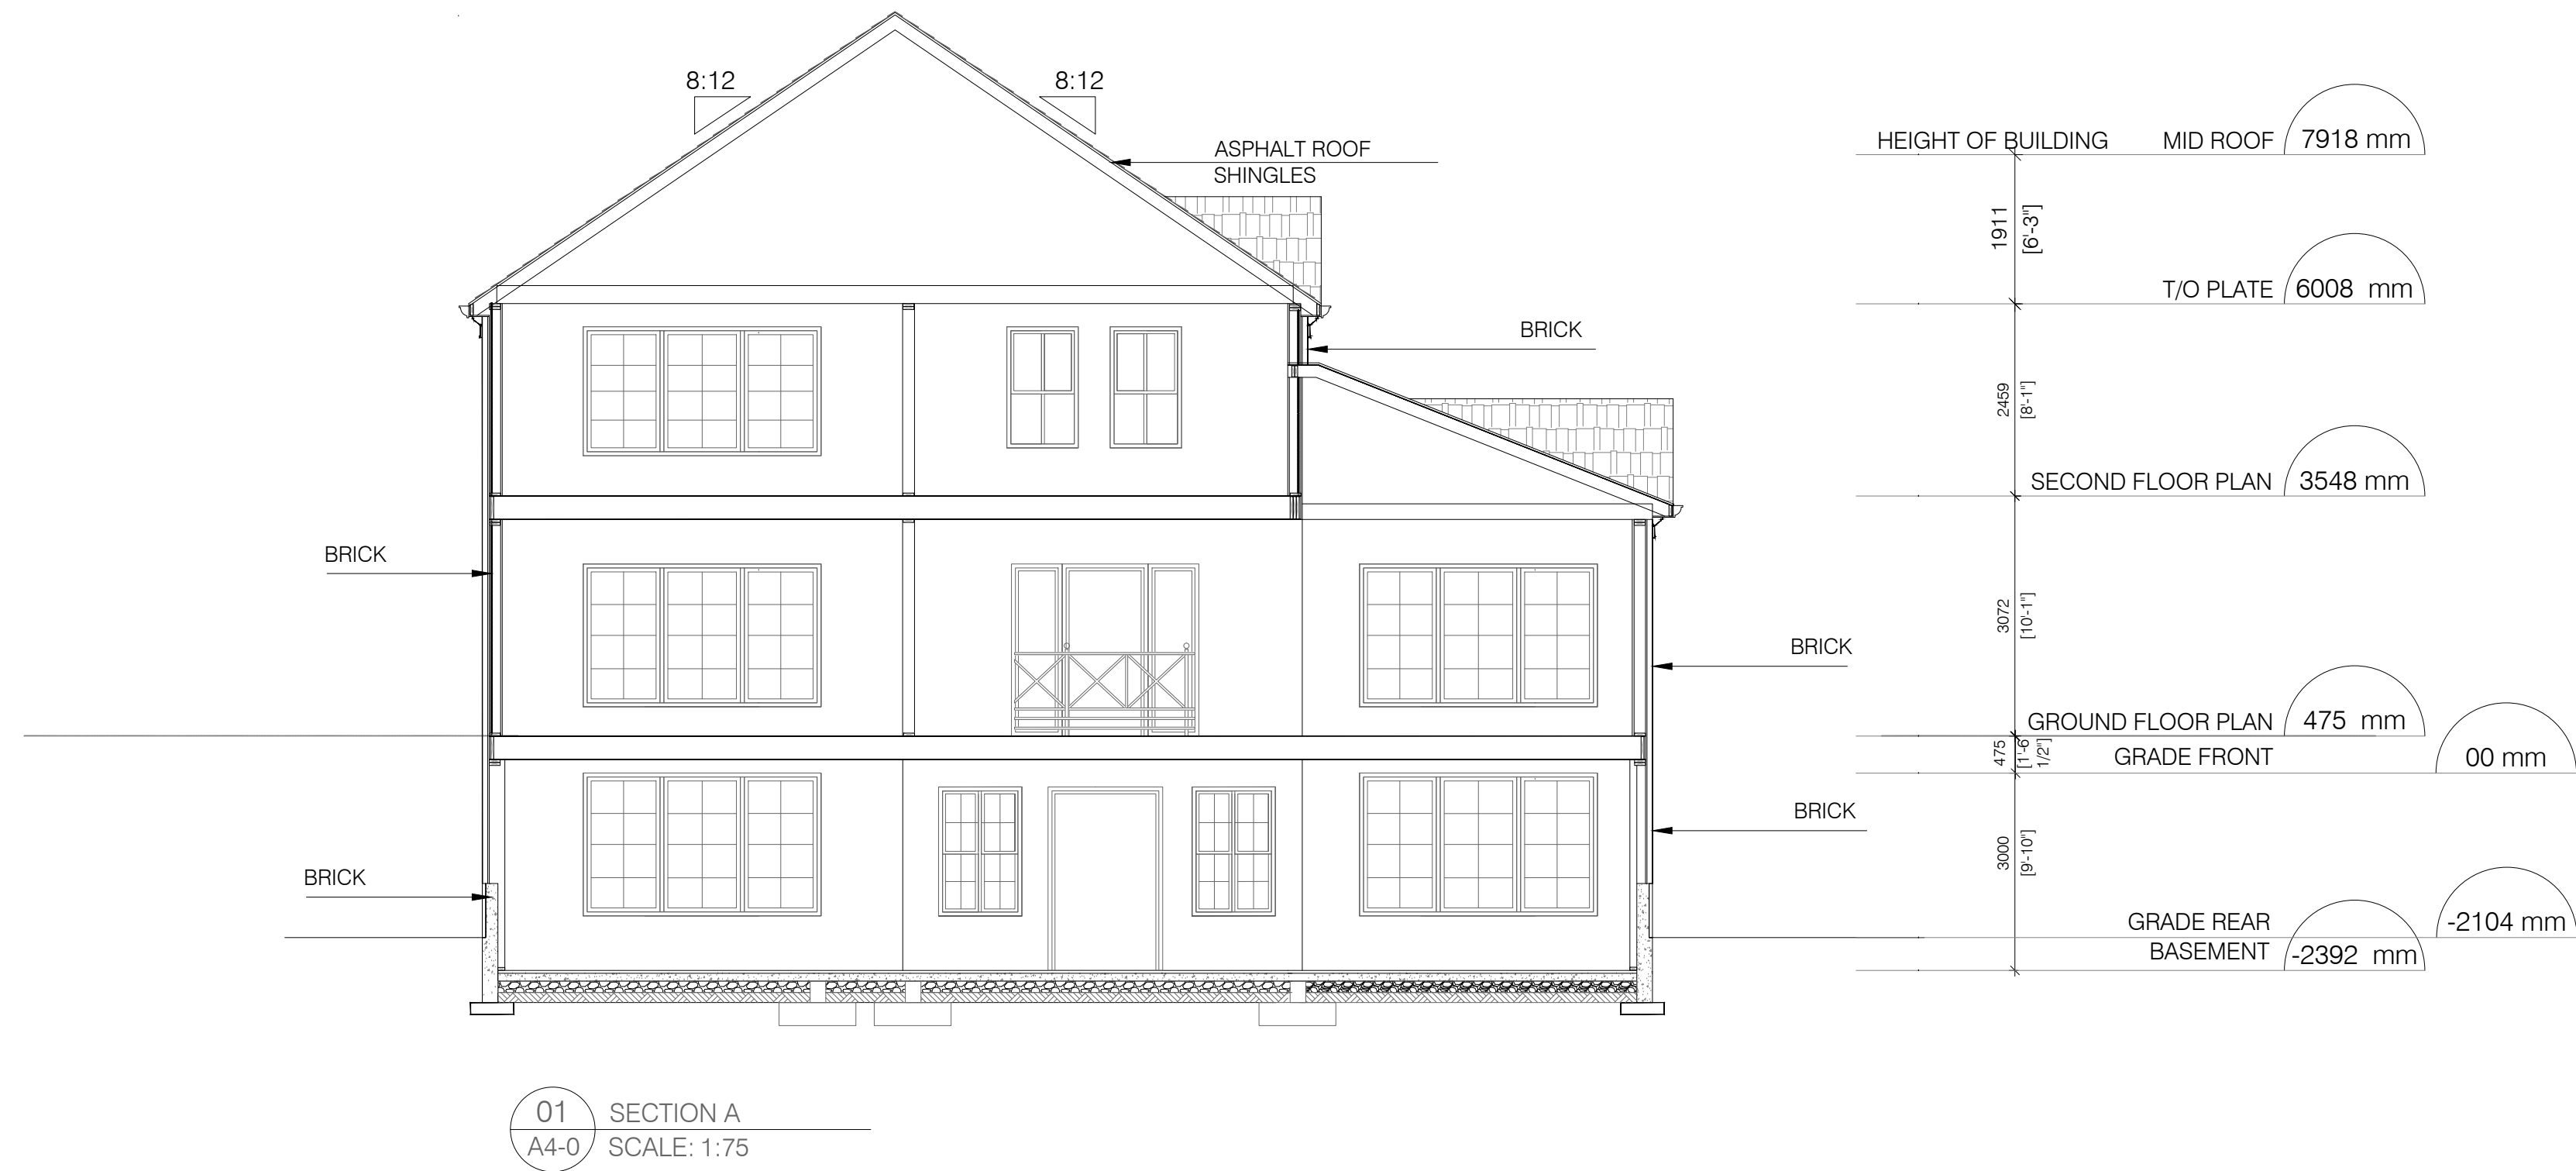 8:12
8:12
ASPHALT ROOF
SHINGLES
HEIGHT OF BUILDING MID ROOF 7918 mm
1911
[6'-3"]
T/O PLATE 6008 mm
BRICK
2459
[8'-1"]
SECOND FLOOR PLAN 3548 mm
BRICK
3072
[10'-1"]
BRICK
GROUND FLOOR PLAN 475 mm
475
[1'-6
1/2"]
GRADE FRONT 00 mm
BRICK
3000
[9'-10"]
BRICK
GRADE REAR -2104 mm
BASEMENT -2392 mm
01 SECTION A
A4-0 SCALE: 1:75